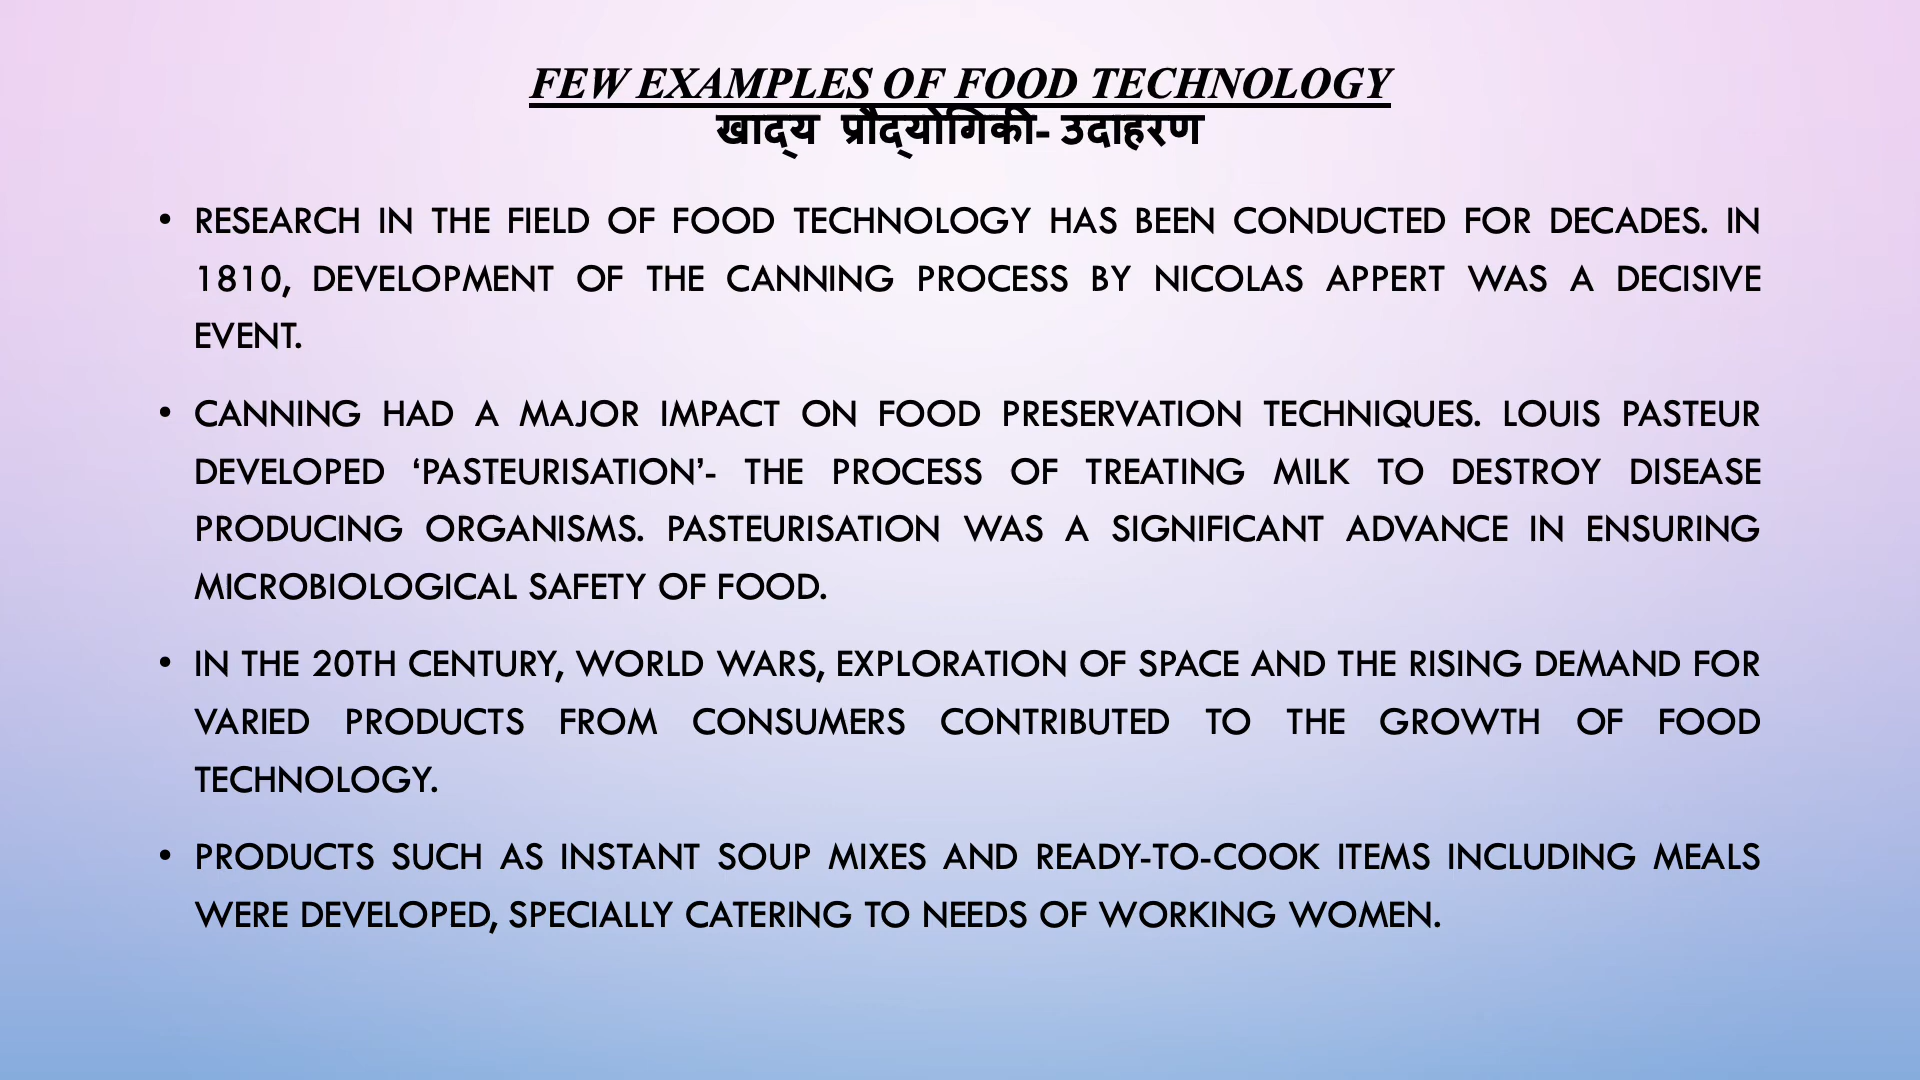 FEW EXAMPLES OF FOOD TECHNOLOGY
खाद्य प्रौद्योगिकी- उदाहरण
• RESEARCH IN THE FIELD OF FOOD TECHNOLOGY HAS BEEN CONDUCTED FOR DECADES. IN
1810, DEVELOPMENT OF THE CANNING PROCESS BY NICOLAS APPERT WAS A DECISIVE
EVENT.
• CANNING HAD A MAJOR IMPACT ON FOOD PRESERVATION TECHNIQUES. LOUIS PASTEUR
DEVELOPED ‘PASTEURISATION’- THE PROCESS OF TREATING MILK TO DESTROY DISEASE
PRODUCING ORGANISMS. PASTEURISATION WAS A SIGNIFICANT ADVANCE IN ENSURING
MICROBIOLOGICAL SAFETY OF FOOD.
• IN THE 20TH CENTURY, WORLD WARS, EXPLORATION OF SPACE AND THE RISING DEMAND FOR
VARIED PRODUCTS FROM CONSUMERS CONTRIBUTED TO THE GROWTH OF FOOD
TECHNOLOGY.
• PRODUCTS SUCH AS INSTANT SOUP MIXES AND READY-TO-COOK ITEMS INCLUDING MEALS
WERE DEVELOPED, SPECIALLY CATERING TO NEEDS OF WORKING WOMEN.